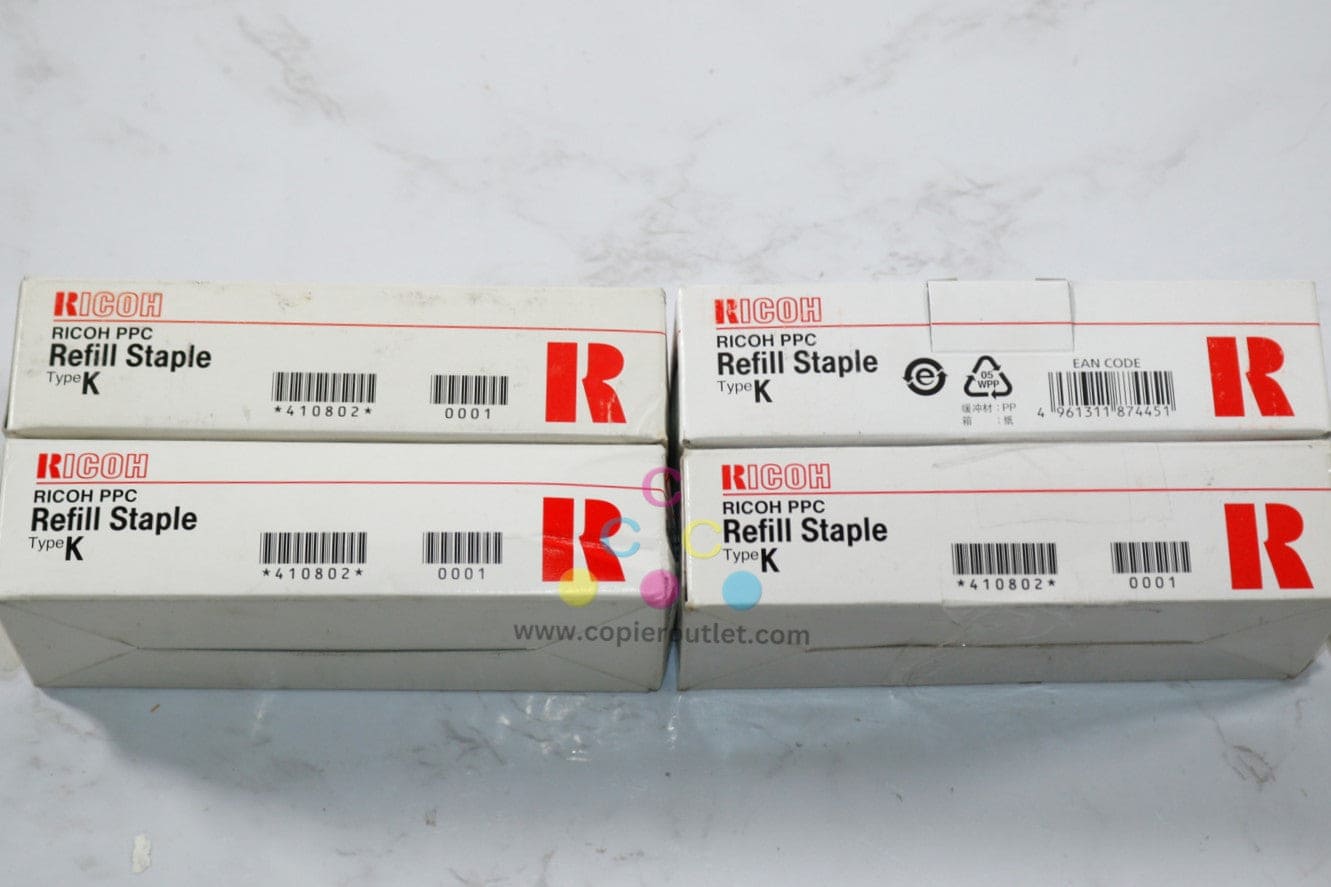 RICOH
RICOH PPC
Refill Staple
Type K
*410802*
0001
R
RICOH
RICOH PPC
Refill Staple
Type K
e
05
WPP
緩冲材：PP
箱　：紙
EAN CODE
4 961311 874451
R
RICOH
RICOH PPC
Refill Staple
Type K
*410802*
0001
R
RICOH
RICOH PPC
Refill Staple
Type K
*410802*
0001
R
C
C C
www.copieroutlet.com